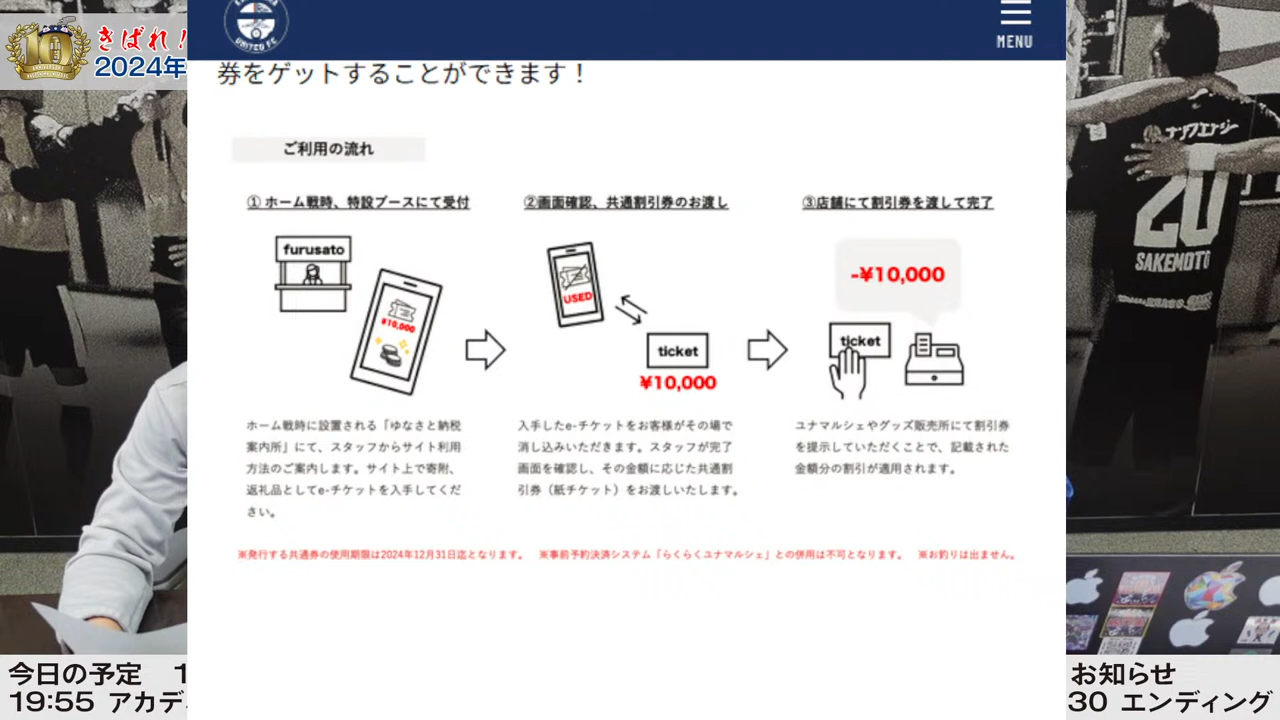 きばれ！
2024年
UNITED FC
MENU
券をゲットすることができます！
ご利用の流れ
① ホーム戦時、特設ブースにて受付
②画面確認、共通割引券のお渡し
③店舗にて割引券を渡して完了
furusato
¥10,000
USED
ticket
¥10,000
-¥10,000
ticket
ホーム戦時に設置される「ゆなさと納税
案内所」にて、スタッフからサイト利用
方法のご案内します。サイト上で寄附、
返礼品としてe-チケットを入手してくだ
さい。
入手したe-チケットをお客様がその場で
消し込みいただきます。スタッフが完了
画面を確認し、その金額に応じた共通割
引券（紙チケット）をお渡しいたします。
ユナマルシェやグッズ販売所にて割引券
を提示していただくことで、記載された
金額分の割引が適用されます。
※発行する共通券の使用期限は2024年12月31日迄となります。　※事前予約決済システム「らくらくユナマルシェ」との併用は不可となります。　※お釣りは出ません。
20
SAKEMOTO
今日の予定　1
19:55 アカデ
お知らせ
30 エンディング